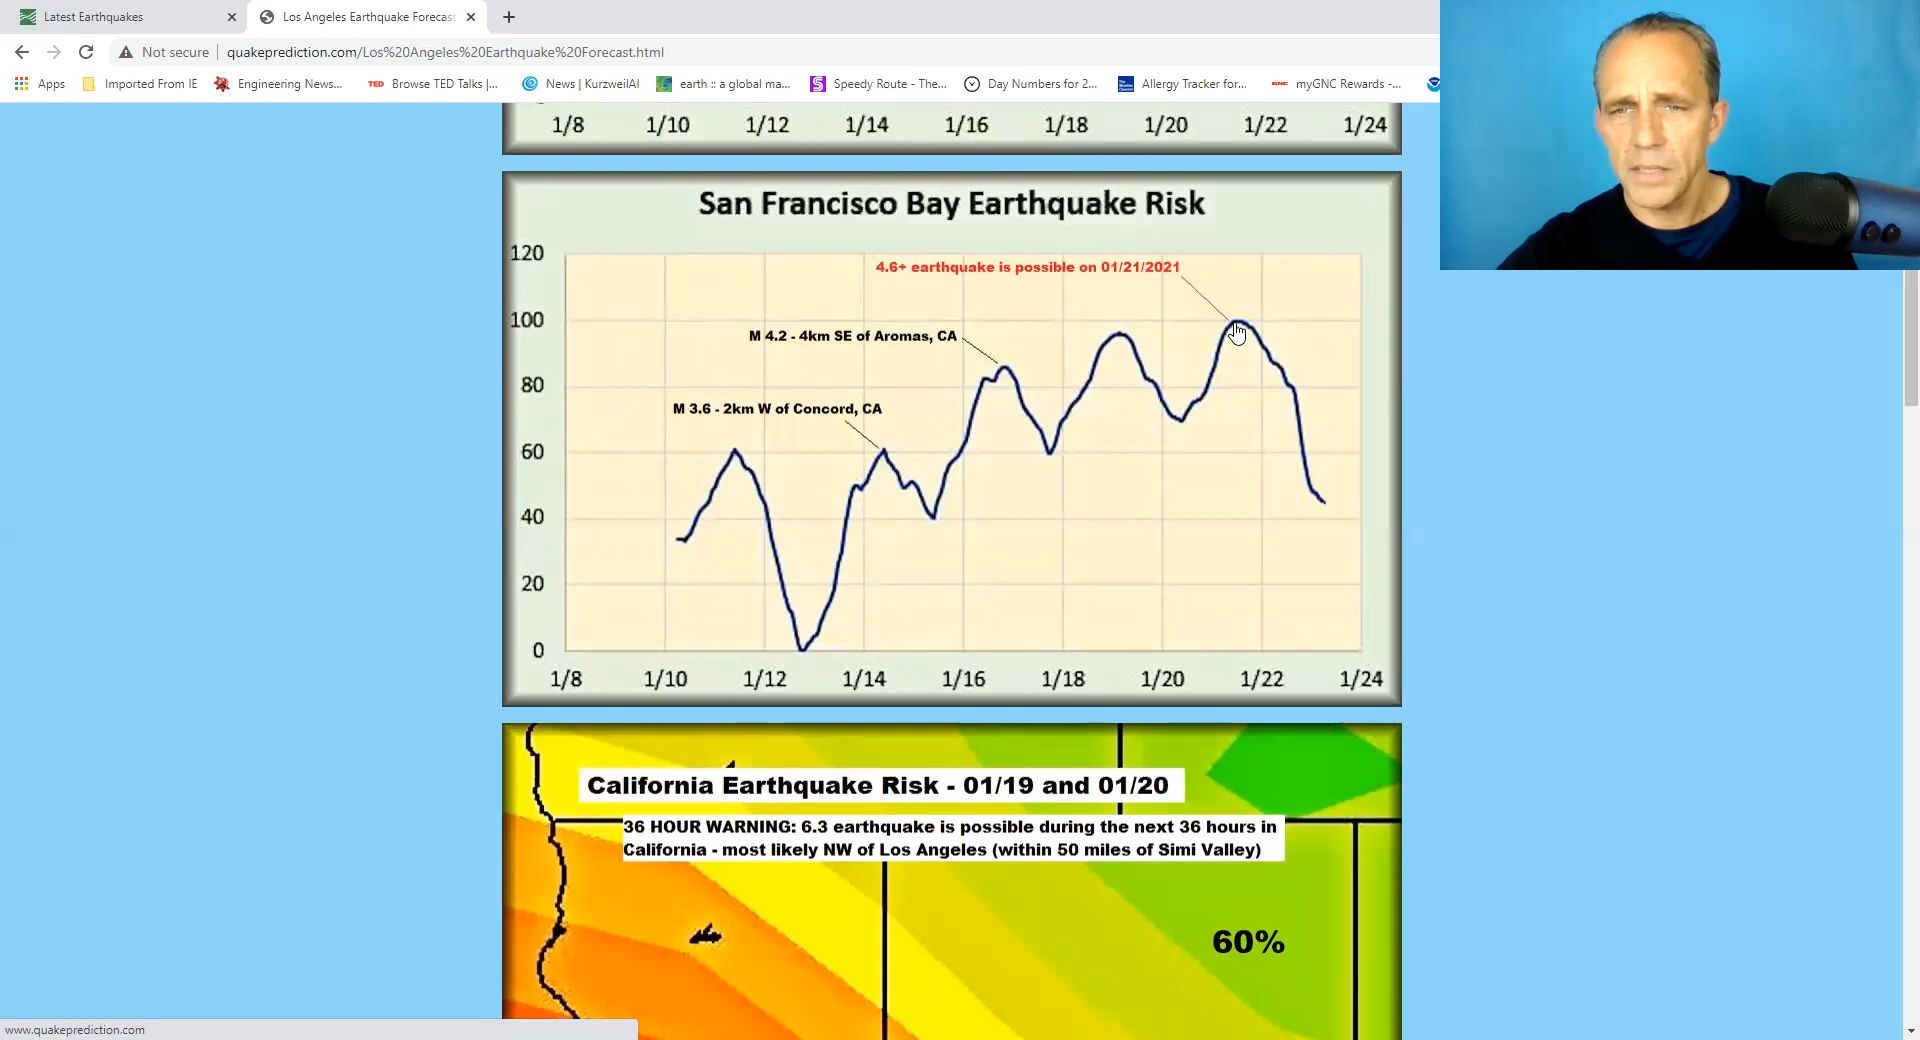 Latest Earthquakes
Los Angeles Earthquake Forecast
Not secure
quakeprediction.com/Los%20Angeles%20Earthquake%20Forecast.html
Apps
Imported From IE
Engineering News...
TED
Browse TED Talks |...
News | KurzweilAI
earth :: a global ma...
Speedy Route - The...
Day Numbers for 2...
Allergy Tracker for...
GNC
myGNC Rewards -...
1/8 1/10 1/12 1/14 1/16 1/18 1/20 1/22 1/24
San Francisco Bay Earthquake Risk
120
4.6+ earthquake is possible on 01/21/2021
100
M 4.2 - 4km SE of Aromas, CA
80
M 3.6 - 2km W of Concord, CA
60
40
20
0
1/8 1/10 1/12 1/14 1/16 1/18 1/20 1/22 1/24
California Earthquake Risk - 01/19 and 01/20
36 HOUR WARNING: 6.3 earthquake is possible during the next 36 hours in
California - most likely NW of Los Angeles (within 50 miles of Simi Valley)
60%
www.quakeprediction.com